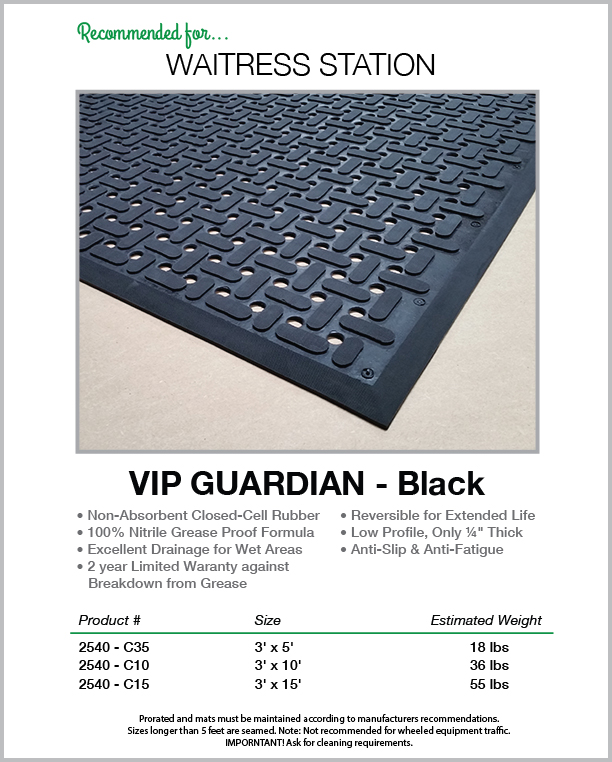 Recommended for...
WAITRESS STATION
VIP GUARDIAN - Black
• Non-Absorbent Closed-Cell Rubber
• 100% Nitrile Grease Proof Formula
• Excellent Drainage for Wet Areas
• 2 year Limited Waranty against
Breakdown from Grease
• Reversible for Extended Life
• Low Profile, Only ¼" Thick
• Anti-Slip & Anti-Fatigue
Product # Size Estimated Weight
2540 - C35 3' x 5' 18 lbs
2540 - C10 3' x 10' 36 lbs
2540 - C15 3' x 15' 55 lbs
Prorated and mats must be maintained according to manufacturers recommendations.
Sizes longer than 5 feet are seamed. Note: Not recommended for wheeled equipment traffic.
IMPORNTANT! Ask for cleaning requirements.